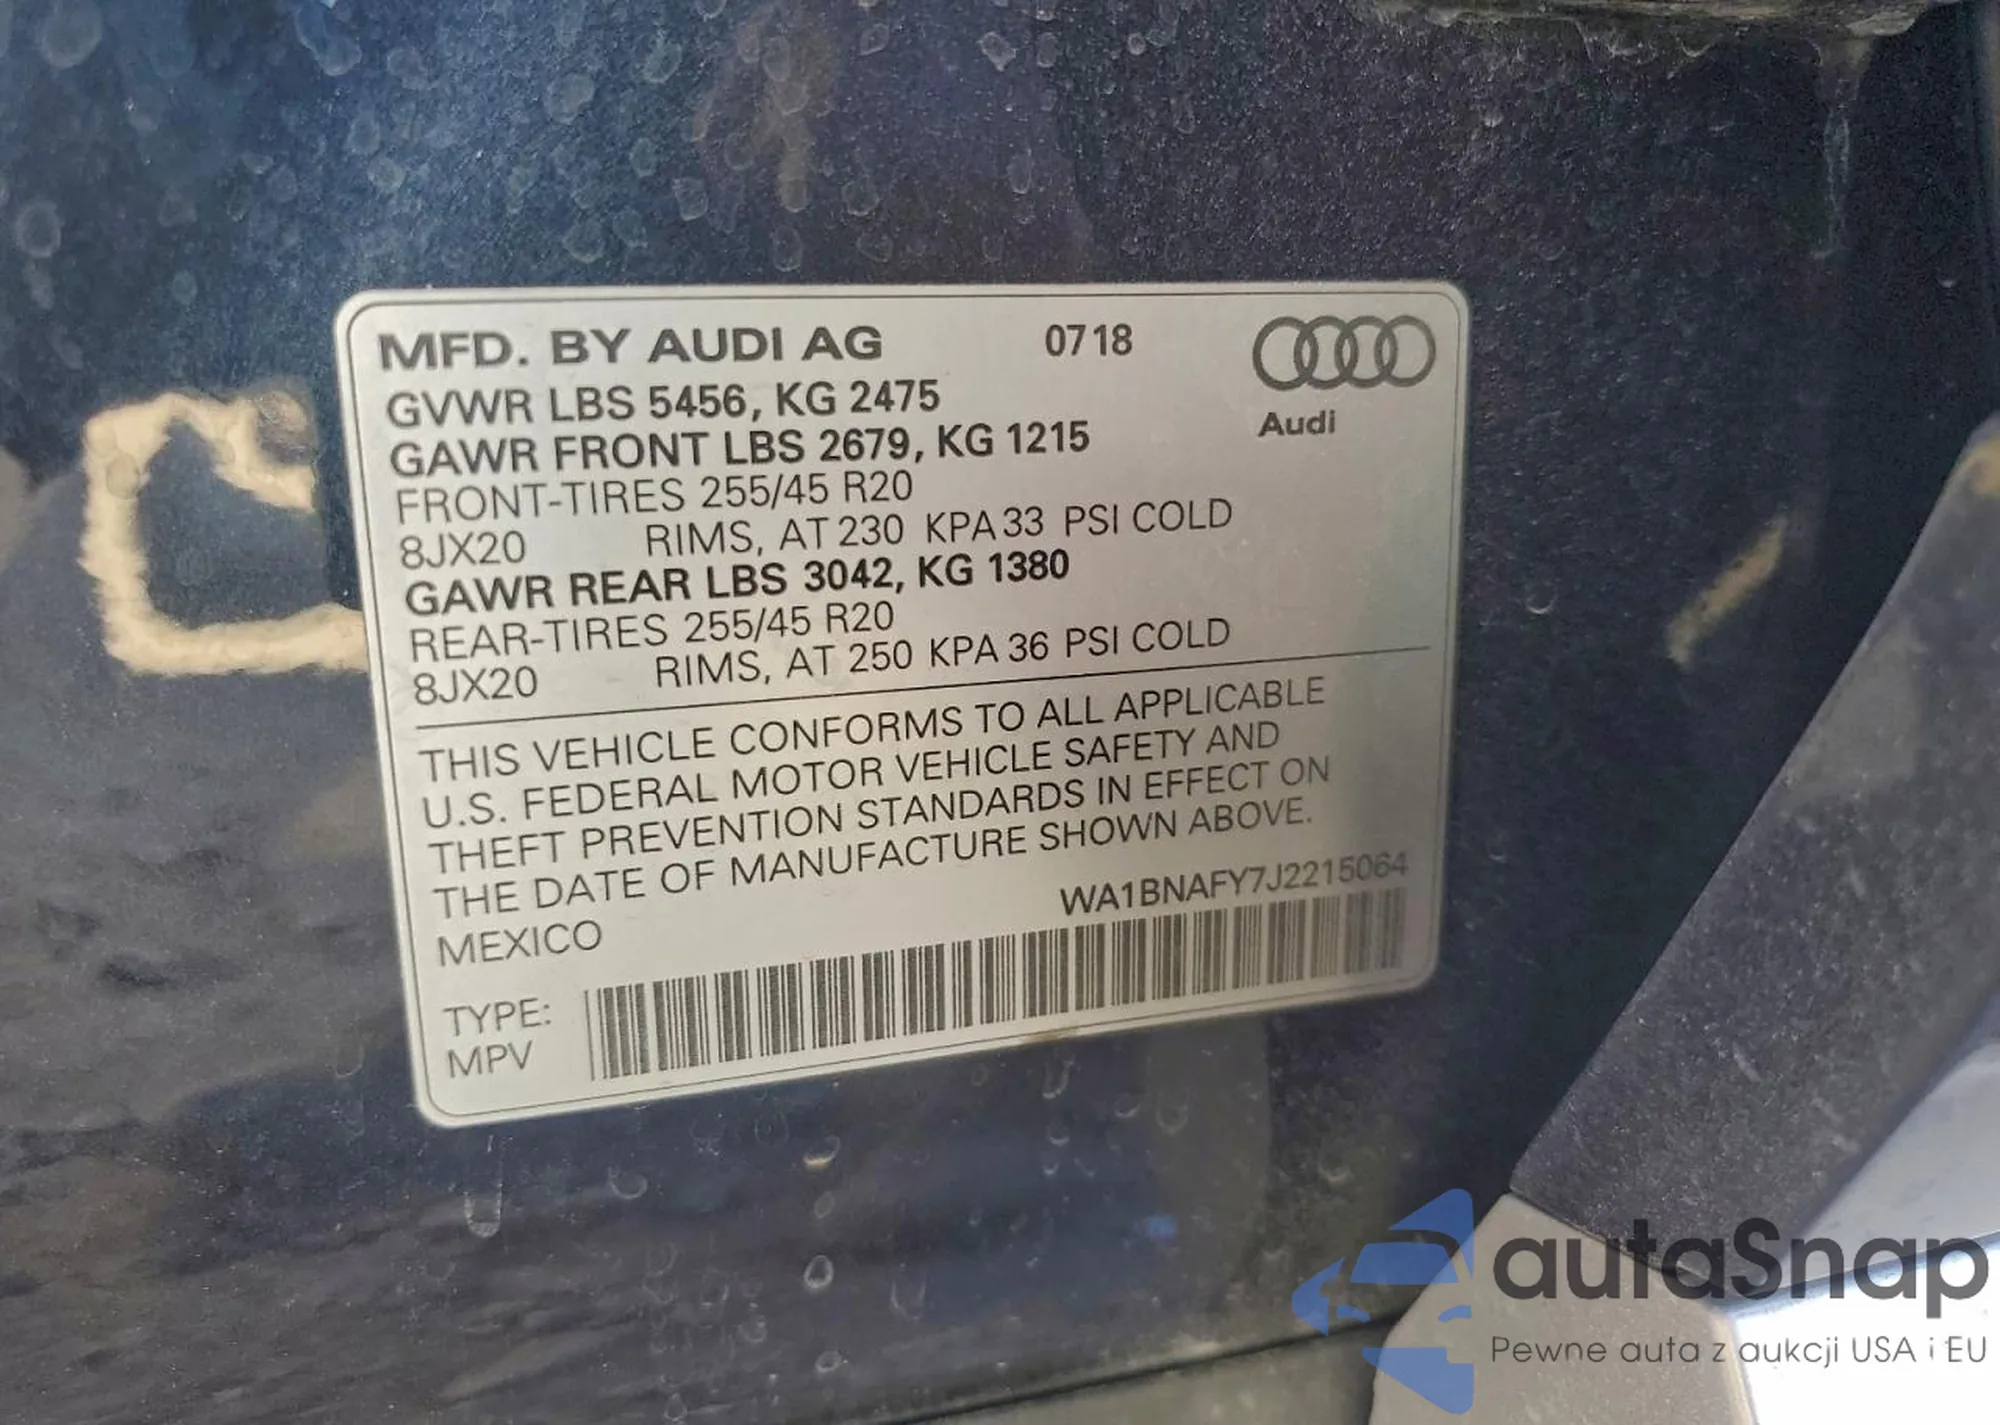 MFD. BY AUDI AG 0718
GVWR LBS 5456, KG 2475
GAWR FRONT LBS 2679, KG 1215
Audi
FRONT-TIRES 255/45 R20
8JX20 RIMS, AT 230 KPA 33 PSI COLD
GAWR REAR LBS 3042, KG 1380
REAR-TIRES 255/45 R20
8JX20 RIMS, AT 250 KPA 36 PSI COLD
THIS VEHICLE CONFORMS TO ALL APPLICABLE
U.S. FEDERAL MOTOR VEHICLE SAFETY AND
THEFT PREVENTION STANDARDS IN EFFECT ON
THE DATE OF MANUFACTURE SHOWN ABOVE.
WA1BNAFY7J2215064
MEXICO
TYPE:
MPV
autaSnap
Pewne auta z aukcji USA i EU